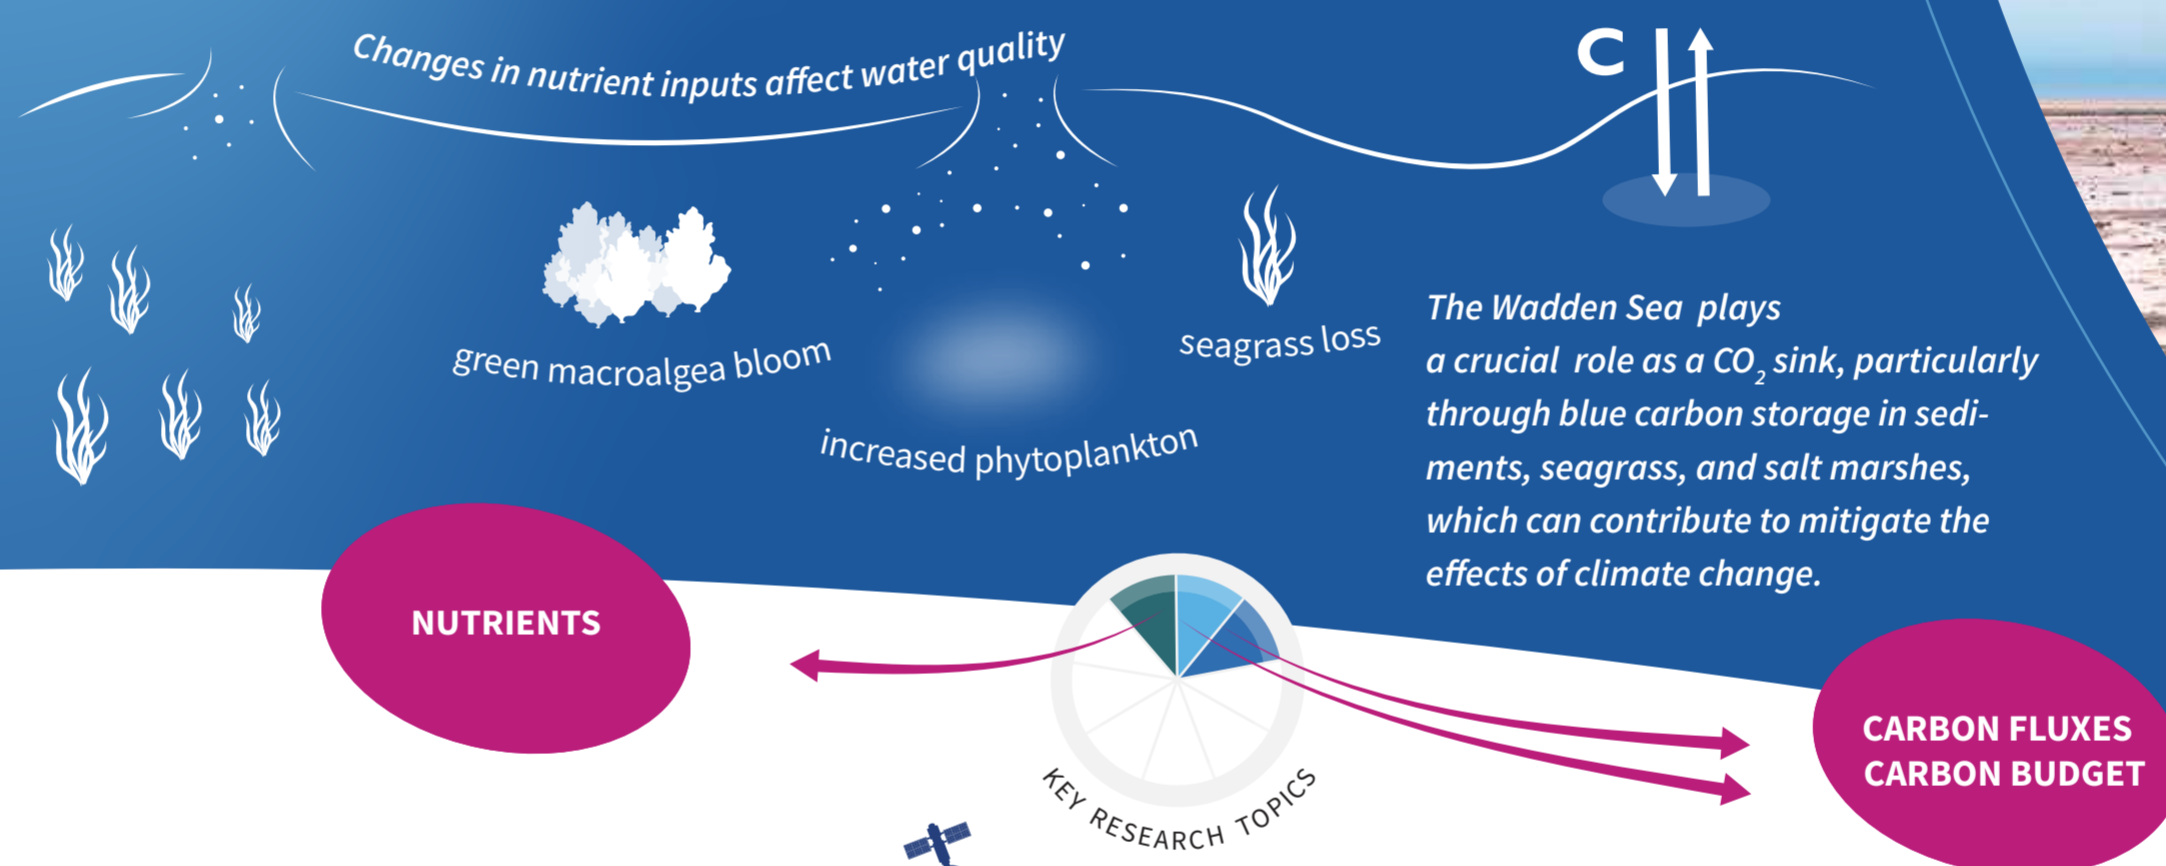 Changes in nutrient inputs affect water quality
C
green macroalgea bloom
increased phytoplankton
seagrass loss
The Wadden Sea plays
a crucial role as a CO₂ sink, particularly
through blue carbon storage in sedi-
ments, seagrass, and salt marshes,
which can contribute to mitigate the
effects of climate change.
NUTRIENTS
CARBON FLUXES
CARBON BUDGET
KEY RESEARCH TOPICS